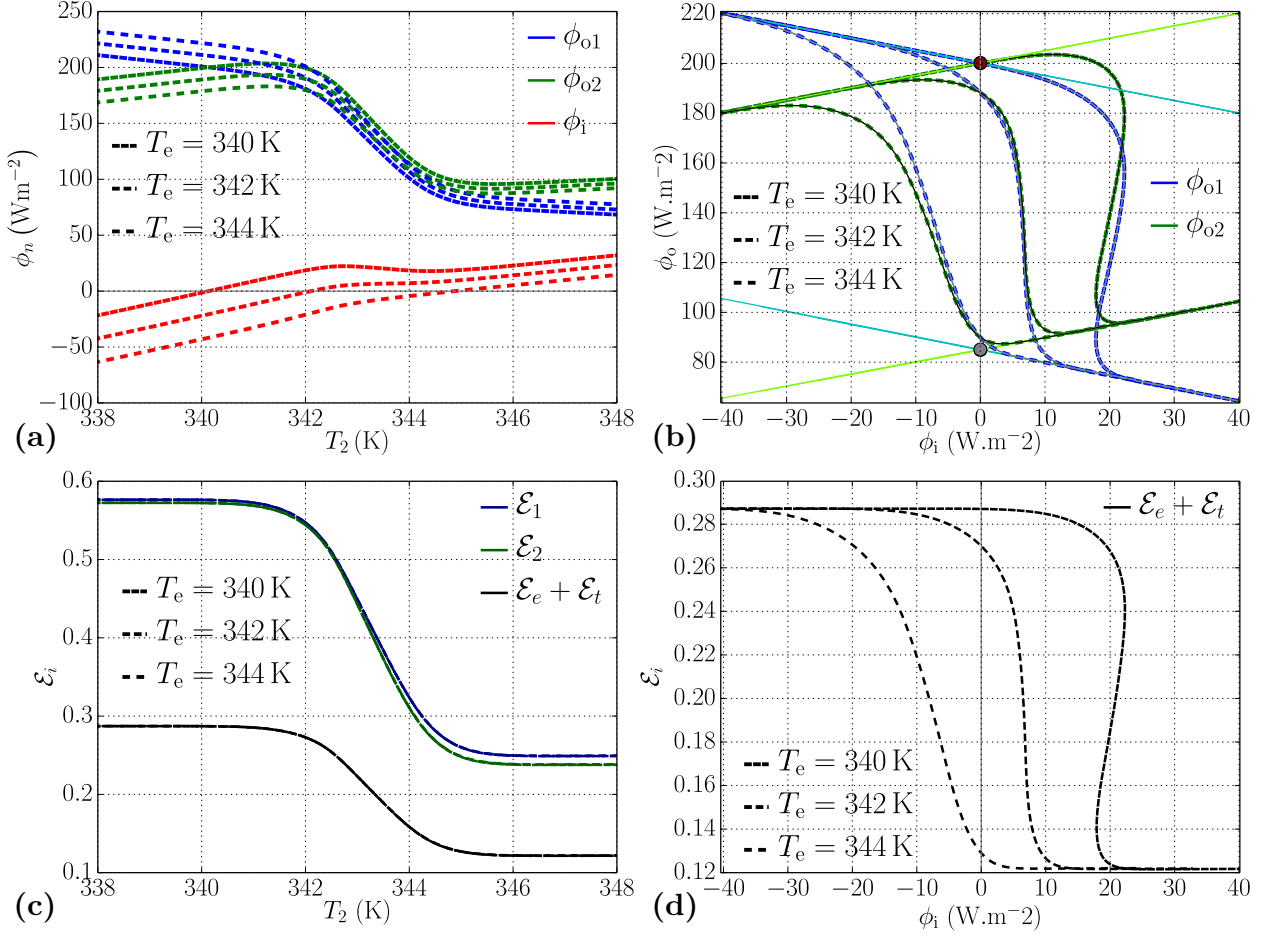 250
200
150
100
50
0
−50
−100
338
340
342
344
346
348
ϕₙ (Wm⁻²)
T₂ (K)
ϕₒ₁
ϕₒ₂
ϕᵢ
Tₑ = 340 K
Tₑ = 342 K
Tₑ = 344 K
(a)
220
200
180
160
140
120
100
80
−40
−30
−20
−10
0
10
20
30
40
ϕₒ (W.m−2)
ϕᵢ (W.m−2)
Tₑ = 340 K
Tₑ = 342 K
Tₑ = 344 K
ϕₒ₁
ϕₒ₂
(b)
0.6
0.5
0.4
0.3
0.2
0.1
338
340
342
344
346
348
ℰᵢ
T₂ (K)
ℰ₁
ℰ₂
ℰₑ + ℰₜ
Tₑ = 340 K
Tₑ = 342 K
Tₑ = 344 K
(c)
0.30
0.28
0.26
0.24
0.22
0.20
0.18
0.16
0.14
0.12
−40
−30
−20
−10
0
10
20
30
40
ℰᵢ
ϕᵢ (W.m−2)
ℰₑ + ℰₜ
Tₑ = 340 K
Tₑ = 342 K
Tₑ = 344 K
(d)